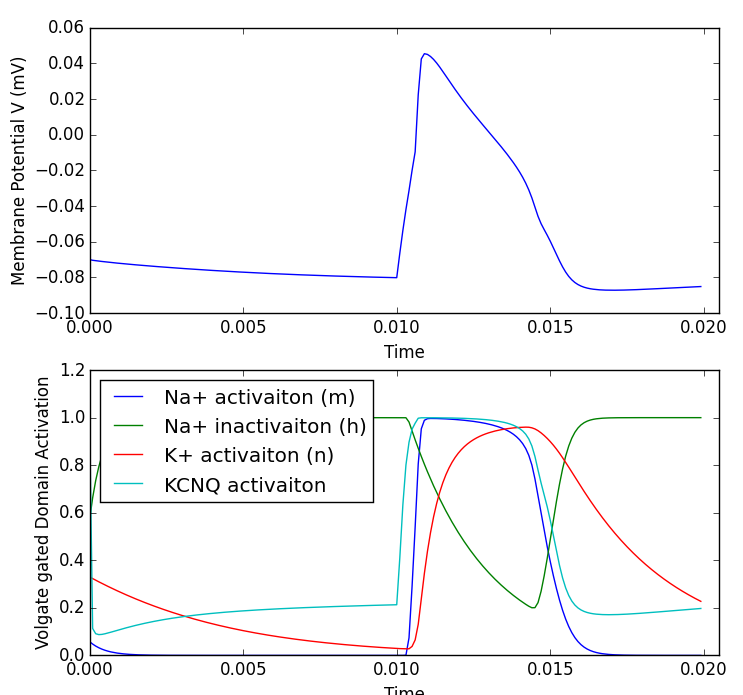 0.06
0.04
0.02
0.00
−0.02
−0.04
−0.06
−0.08
−0.10
Membrane Potential V (mV)
0.000 0.005 0.010 0.015 0.020
Time
1.2
1.0
0.8
0.6
0.4
0.2
0.0
Volgate gated Domain Activation
Na+ activaiton (m)
Na+ inactivaiton (h)
K+ activaiton (n)
KCNQ activaiton
0.000 0.005 0.010 0.015 0.020
Time